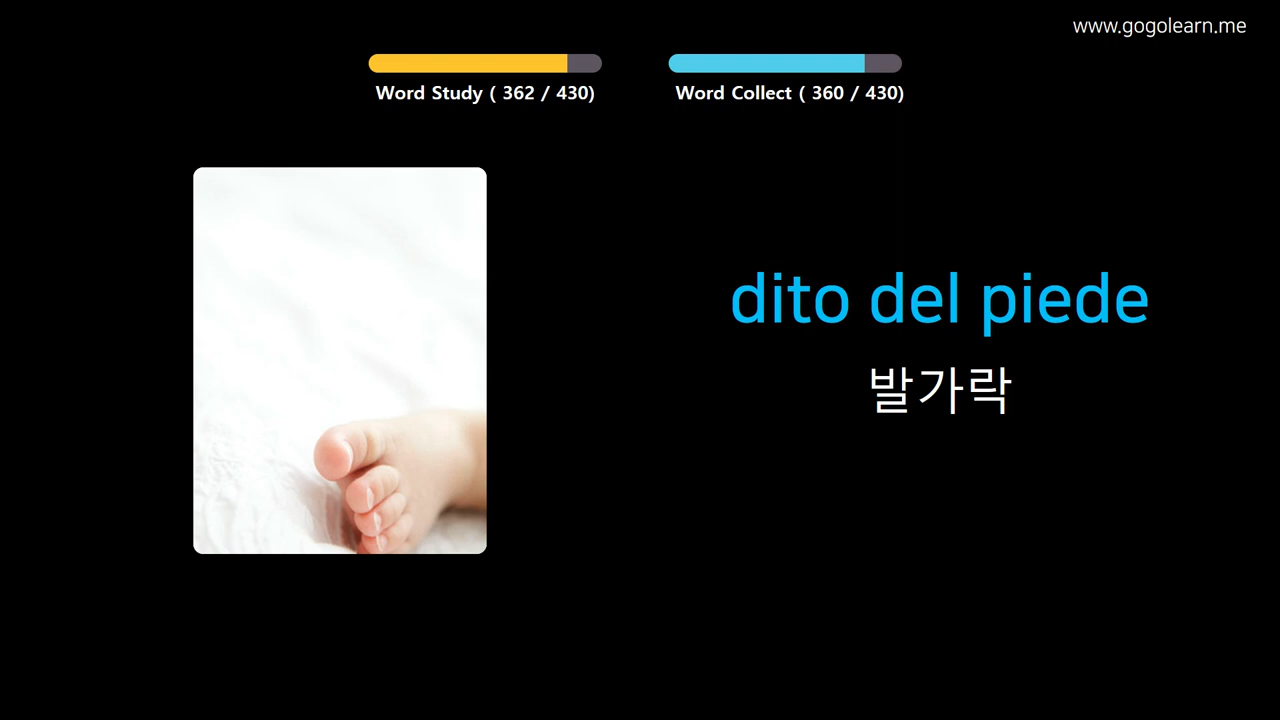 www.gogolearn.me
Word Study ( 362 / 430)
Word Collect ( 360 / 430)
dito del piede
발가락